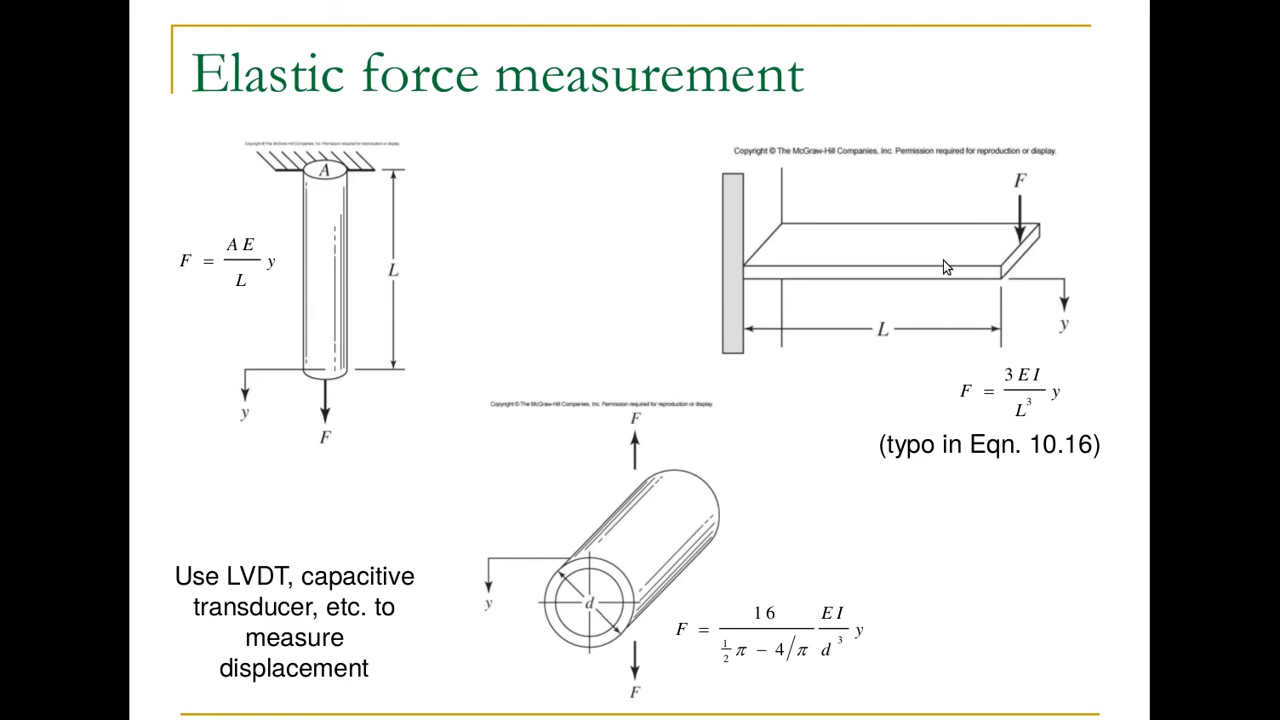 Elastic force measurement
Copyright © The McGraw-Hill Companies, Inc. Permission required for reproduction or display.
A
F = AE/L y
L
y
F
Copyright © The McGraw-Hill Companies, Inc. Permission required for reproduction or display.
F
L
y
F = 3EI/L³ y
(typo in Eqn. 10.16)
Copyright © The McGraw-Hill Companies, Inc. Permission required for reproduction or display.
F
y
d
F = 16/(½π − 4/π) EI/d³ y
F
Use LVDT, capacitive
transducer, etc. to
measure
displacement